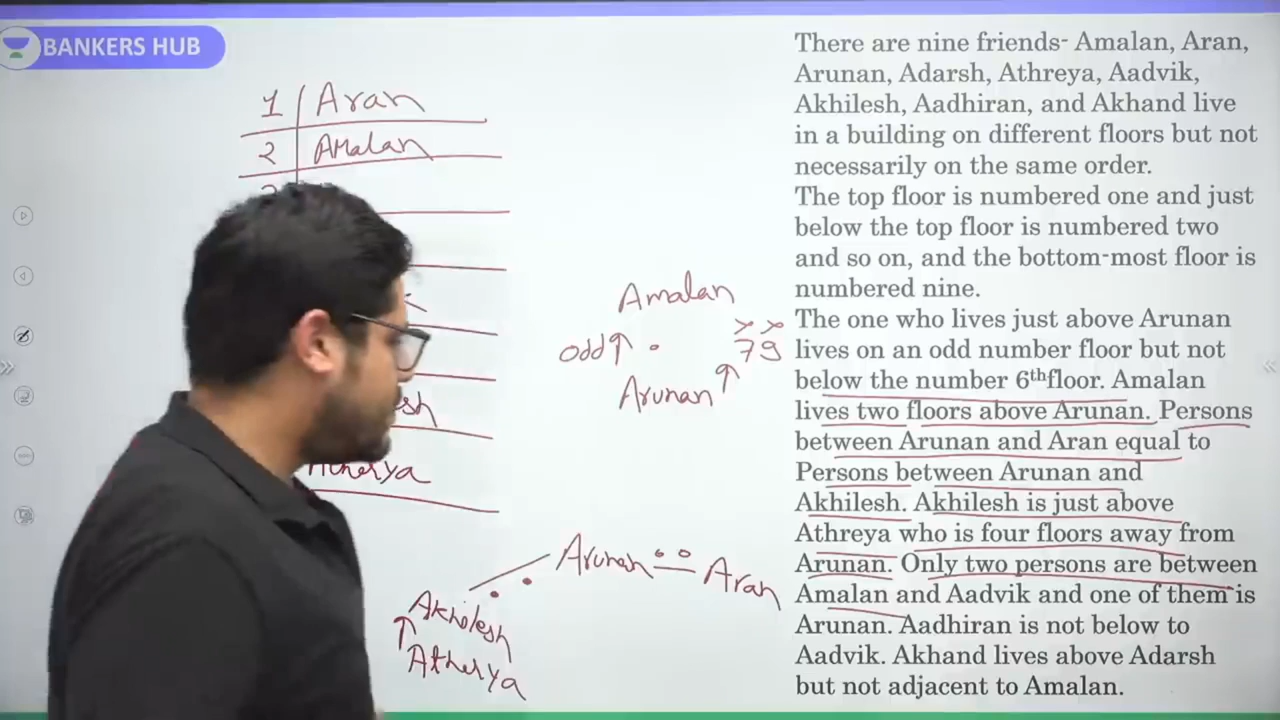 BANKERS HUB
1 Aran
2 Amalan
Atherya
Amalan
odd↑ 79
Arunan ↑
Arunan
Aran
Akhilesh
↑ Atherya
There are nine friends- Amalan, Aran,
Arunan, Adarsh, Athreya, Aadvik,
Akhilesh, Aadhiran, and Akhand live
in a building on different floors but not
necessarily on the same order.
The top floor is numbered one and just
below the top floor is numbered two
and so on, and the bottom-most floor is
numbered nine.
The one who lives just above Arunan
lives on an odd number floor but not
below the number 6thfloor. Amalan
lives two floors above Arunan. Persons
between Arunan and Aran equal to
Persons between Arunan and
Akhilesh. Akhilesh is just above
Athreya who is four floors away from
Arunan. Only two persons are between
Amalan and Aadvik and one of them is
Arunan. Aadhiran is not below to
Aadvik. Akhand lives above Adarsh
but not adjacent to Amalan.